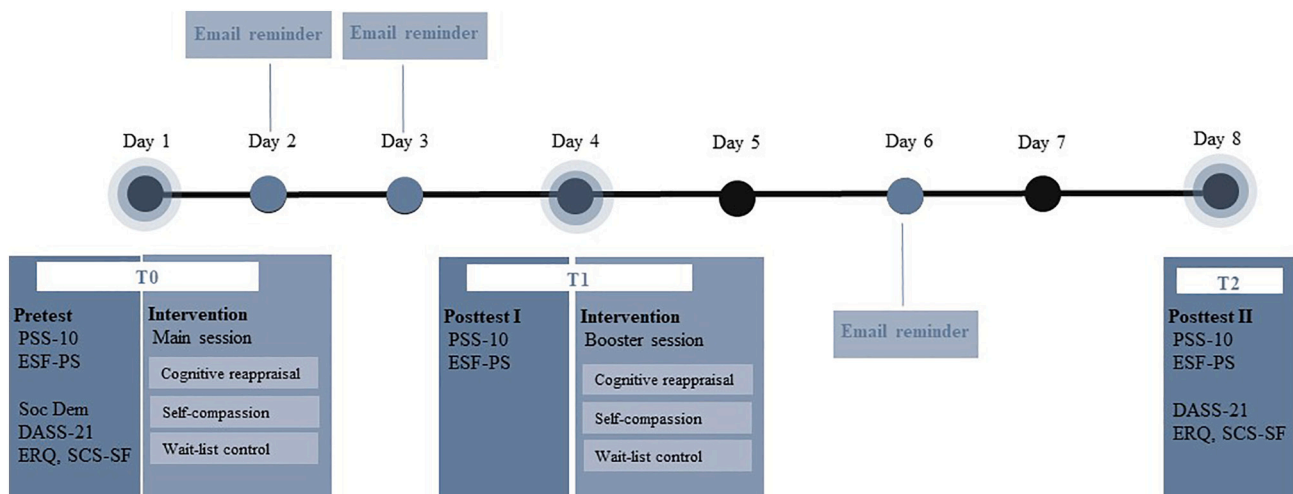 Email reminder
Email reminder
Day 1
Day 2
Day 3
Day 4
Day 5
Day 6
Day 7
Day 8
T0
Pretest
PSS-10
ESF-PS
Soc Dem
DASS-21
ERQ, SCS-SF
Intervention
Main session
Cognitive reappraisal
Self-compassion
Wait-list control
T1
Posttest I
PSS-10
ESF-PS
Intervention
Booster session
Cognitive reappraisal
Self-compassion
Wait-list control
Email reminder
T2
Posttest II
PSS-10
ESF-PS
DASS-21
ERQ, SCS-SF